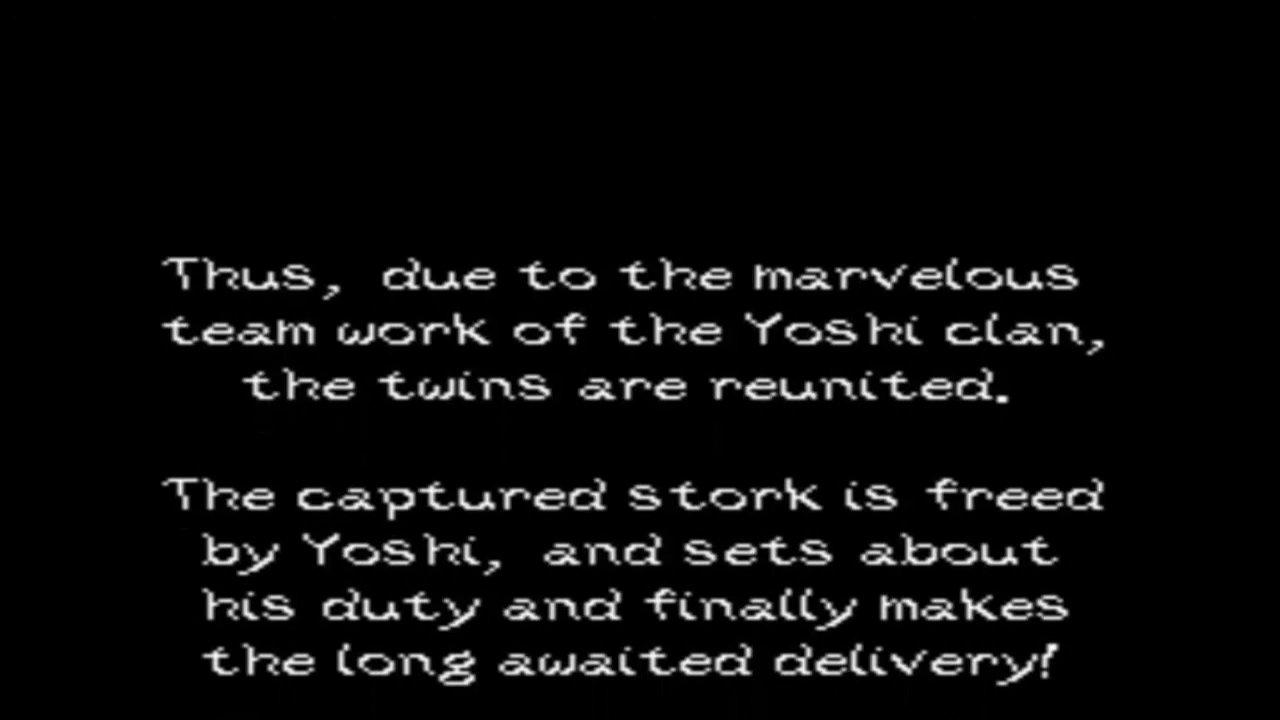 Thus, due to the marvelous
team work of the Yoshi clan,
the twins are reunited.
The captured stork is freed
by Yoshi, and sets about
his duty and finally makes
the long awaited delivery!